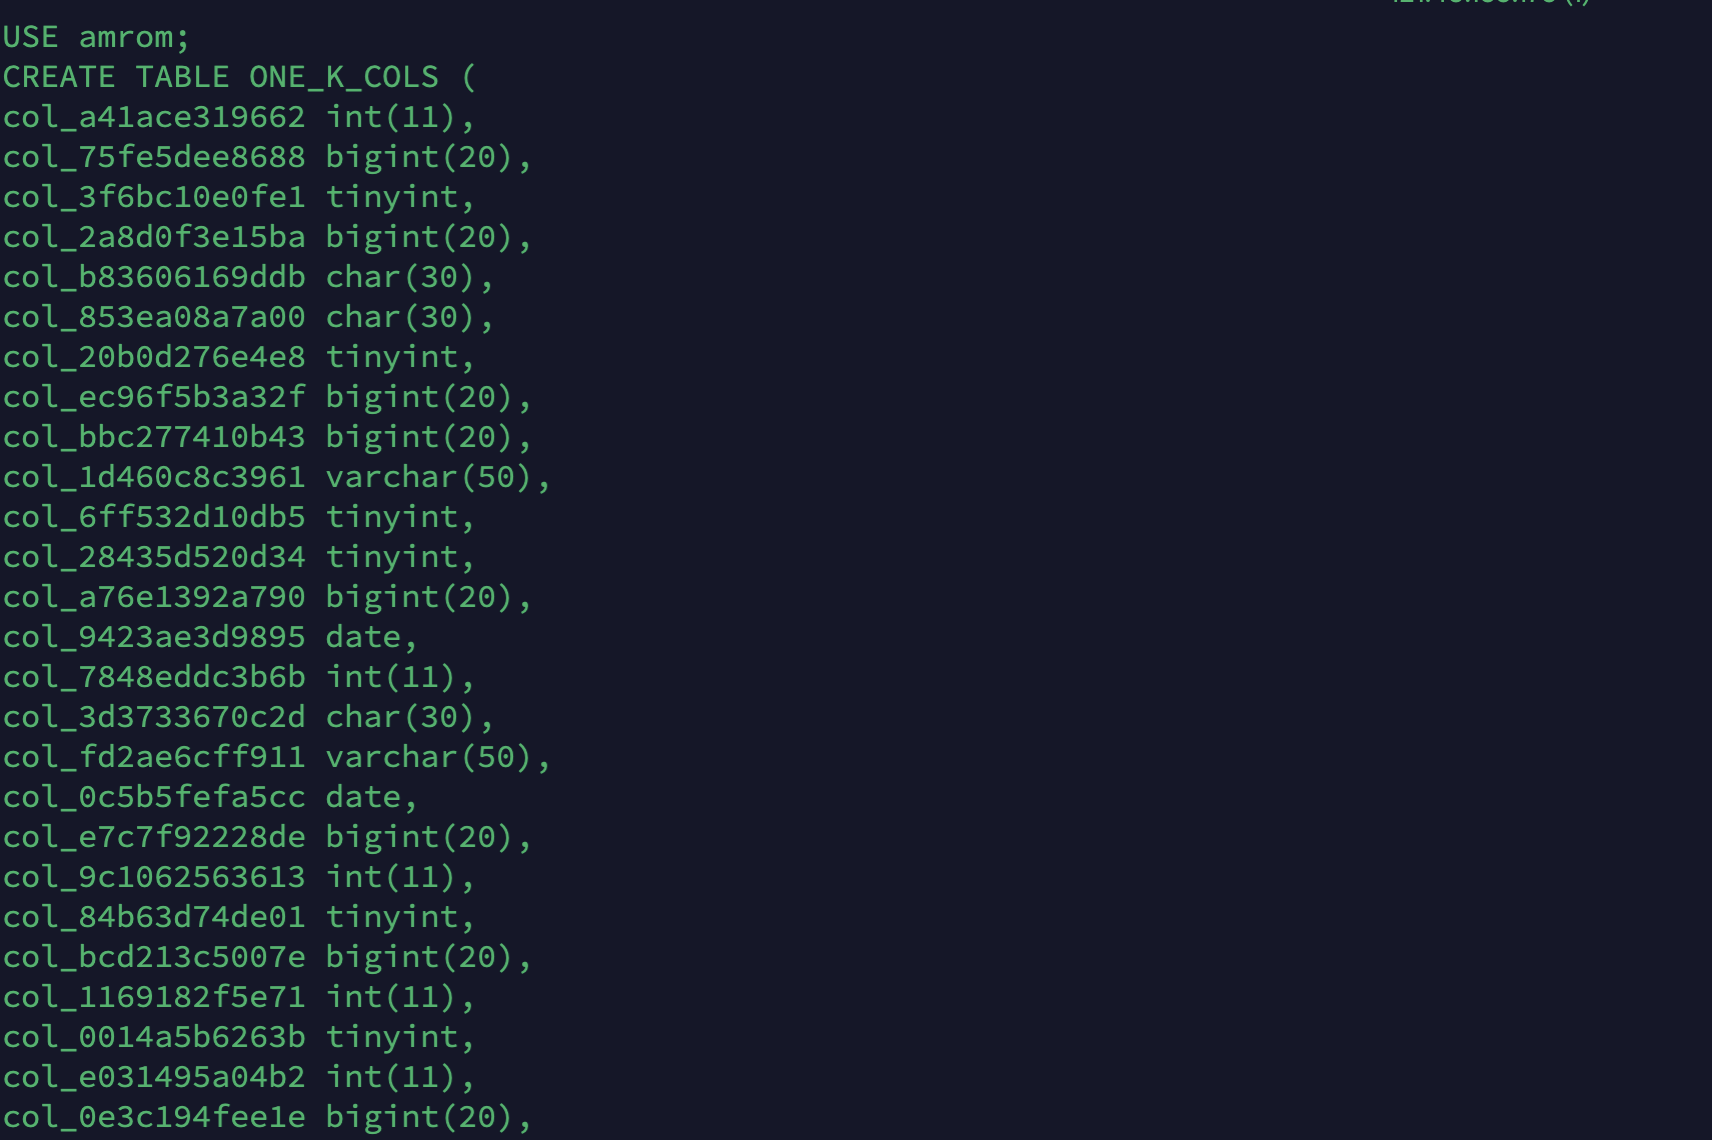 USE amrom;
CREATE TABLE ONE_K_COLS (
col_a41ace319662 int(11),
col_75fe5dee8688 bigint(20),
col_3f6bc10e0fe1 tinyint,
col_2a8d0f3e15ba bigint(20),
col_b83606169ddb char(30),
col_853ea08a7a00 char(30),
col_20b0d276e4e8 tinyint,
col_ec96f5b3a32f bigint(20),
col_bbc277410b43 bigint(20),
col_1d460c8c3961 varchar(50),
col_6ff532d10db5 tinyint,
col_28435d520d34 tinyint,
col_a76e1392a790 bigint(20),
col_9423ae3d9895 date,
col_7848eddc3b6b int(11),
col_3d3733670c2d char(30),
col_fd2ae6cff911 varchar(50),
col_0c5b5fefa5cc date,
col_e7c7f92228de bigint(20),
col_9c1062563613 int(11),
col_84b63d74de01 tinyint,
col_bcd213c5007e bigint(20),
col_1169182f5e71 int(11),
col_0014a5b6263b tinyint,
col_e031495a04b2 int(11),
col_0e3c194fee1e bigint(20),